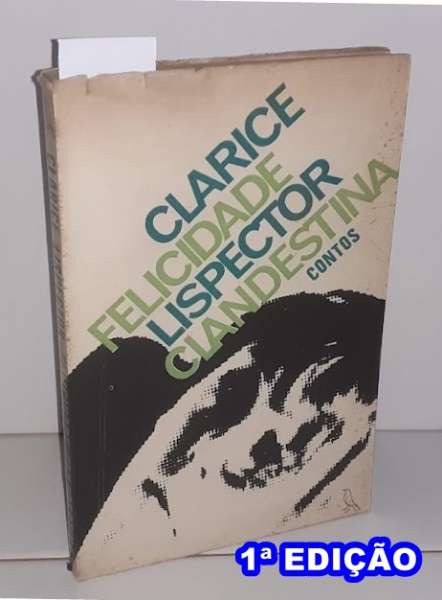 CLARICE
FELICIDADE
LISPECTOR
CLANDESTINA
CONTOS
1ª EDIÇÃO